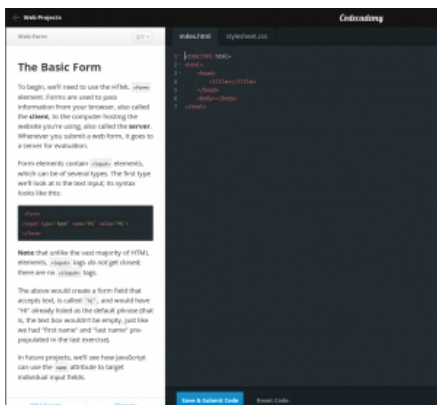 Web Projects
Codecademy
Web Form
2/7
index.html
stylesheet.css
The Basic Form
To begin, we'll need to use the HTML <form>
element. Forms are used to pass
information from your browser, also called
the client, to the computer hosting the
website you're using, also called the server.
Whenever you submit a web form, it goes to
a server for evaluation.
Form elements contain <input> elements,
which can be of several types. The first type
we'll look at is the text input; its syntax
looks like this:
<form>
<input type="text" name="Hi" value="Hi">
</form>
Note that unlike the vast majority of HTML
elements, <input> tags do not get closed;
there are no </input> tags.
The above would create a form field that
accepts text, is called "Hi", and would have
"Hi" already listed as the default phrase (that
is, the text box wouldn't be empty, just like
we had "first name" and "last name" pre-
populated in the last exercise).
In future projects, we'll see how JavaScript
can use the name attribute to target
individual input fields.
1 <!DOCTYPE html>
2 <html>
3 <head>
4 <title></title>
5 </head>
6 <body></body>
7 </html>
Save & Submit Code
Reset Code